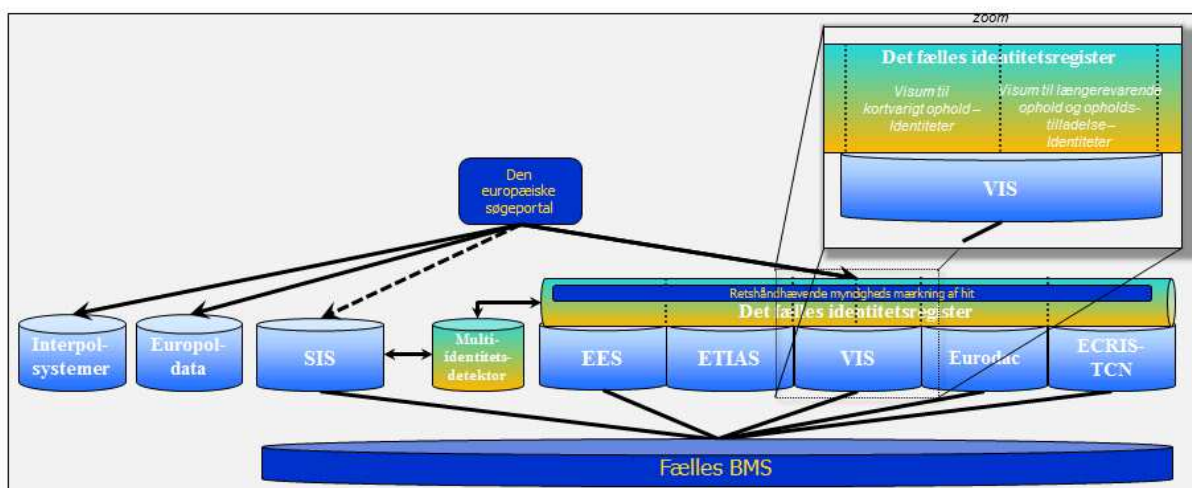 zoom
Det fælles identitetsregister
Visum til
kortvarigt ophold –
Identiteter
Visum til længerevarende
ophold og opholds-
tilladelse –
Identiteter
VIS
Den
europæiske
søgeportal
Retshåndhævende myndigheds mærkning af hit
Det fælles identitetsregister
Interpol-
systemer
Europol-
data
SIS
Multi-
identitets-
detektor
EES
ETIAS
VIS
Eurodac
ECRIS-
TCN
Fælles BMS